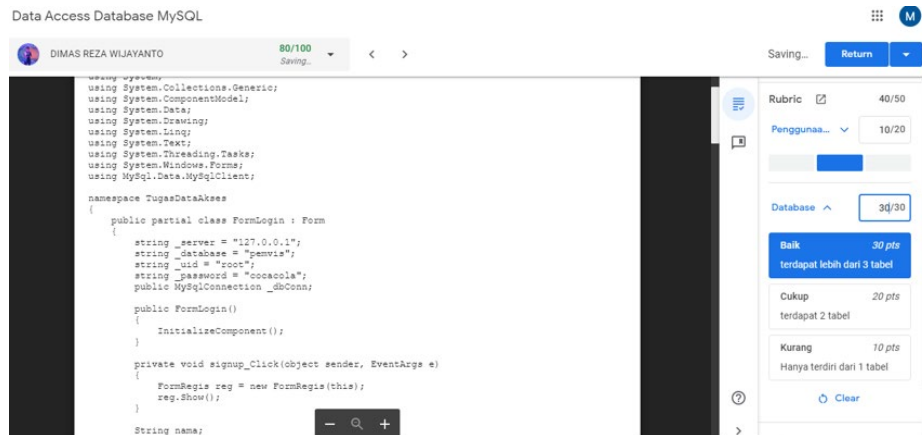 Data Access Database MySQL
M
DIMAS REZA WIJAYANTO
80/100
Saving...
Saving...
Return
using System;
using System.Collections.Generic;
using System.ComponentModel;
using System.Data;
using System.Drawing;
using System.Linq;
using System.Text;
using System.Threading.Tasks;
using System.Windows.Forms;
using MySql.Data.MySqlClient;
namespace TugasDataAkses
{
public partial class FormLogin : Form
{
string _server = "127.0.0.1";
string _database = "pemvis";
string _uid = "root";
string _password = "cocacola";
public MySqlConnection _dbConn;
public FormLogin()
{
InitializeComponent();
}
private void signup_Click(object sender, EventArgs e)
{
FormRegis reg = new FormRegis(this);
reg.Show();
}
String nama;
Rubric 40/50
Penggunaa... 10/20
Database 30/30
Baik 30 pts
terdapat lebih dari 3 tabel
Cukup 20 pts
terdapat 2 tabel
Kurang 10 pts
Hanya terdiri dari 1 tabel
Clear